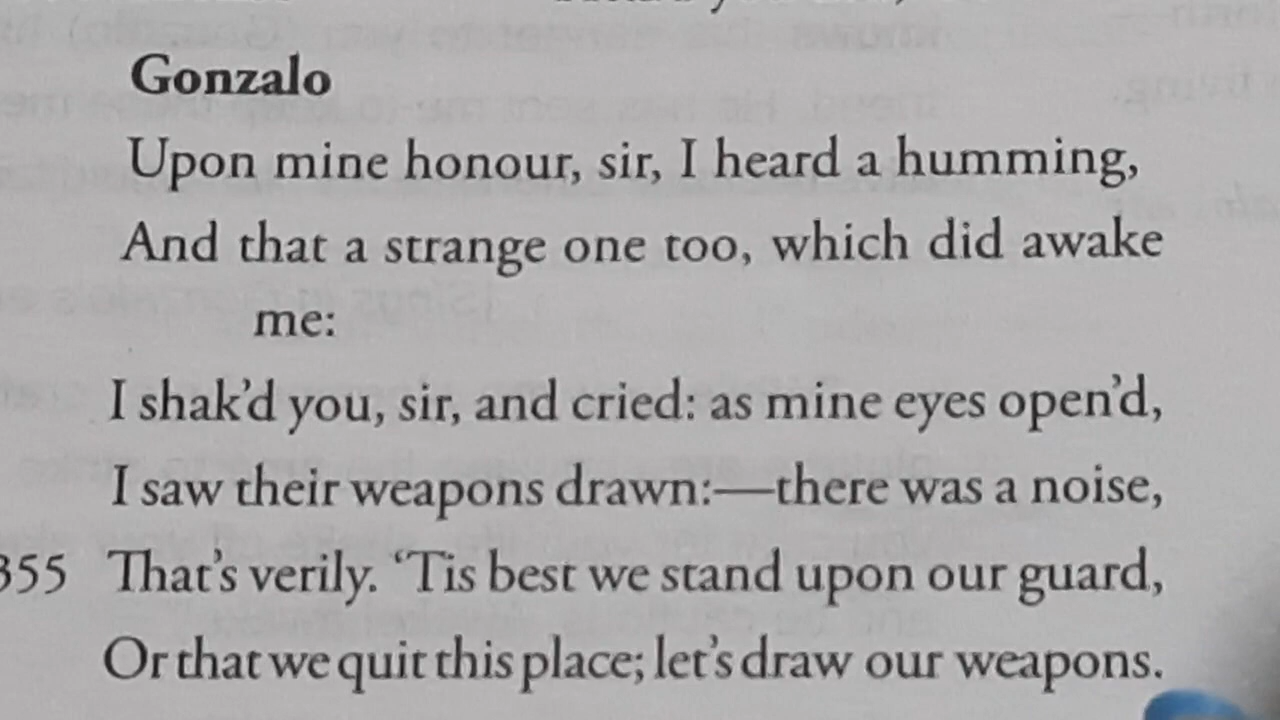 Gonzalo
Upon mine honour, sir, I heard a humming,
And that a strange one too, which did awake
me:
I shak’d you, sir, and cried: as mine eyes open’d,
I saw their weapons drawn:—there was a noise,
355 That’s verily. ‘Tis best we stand upon our guard,
Or that we quit this place; let’s draw our weapons.